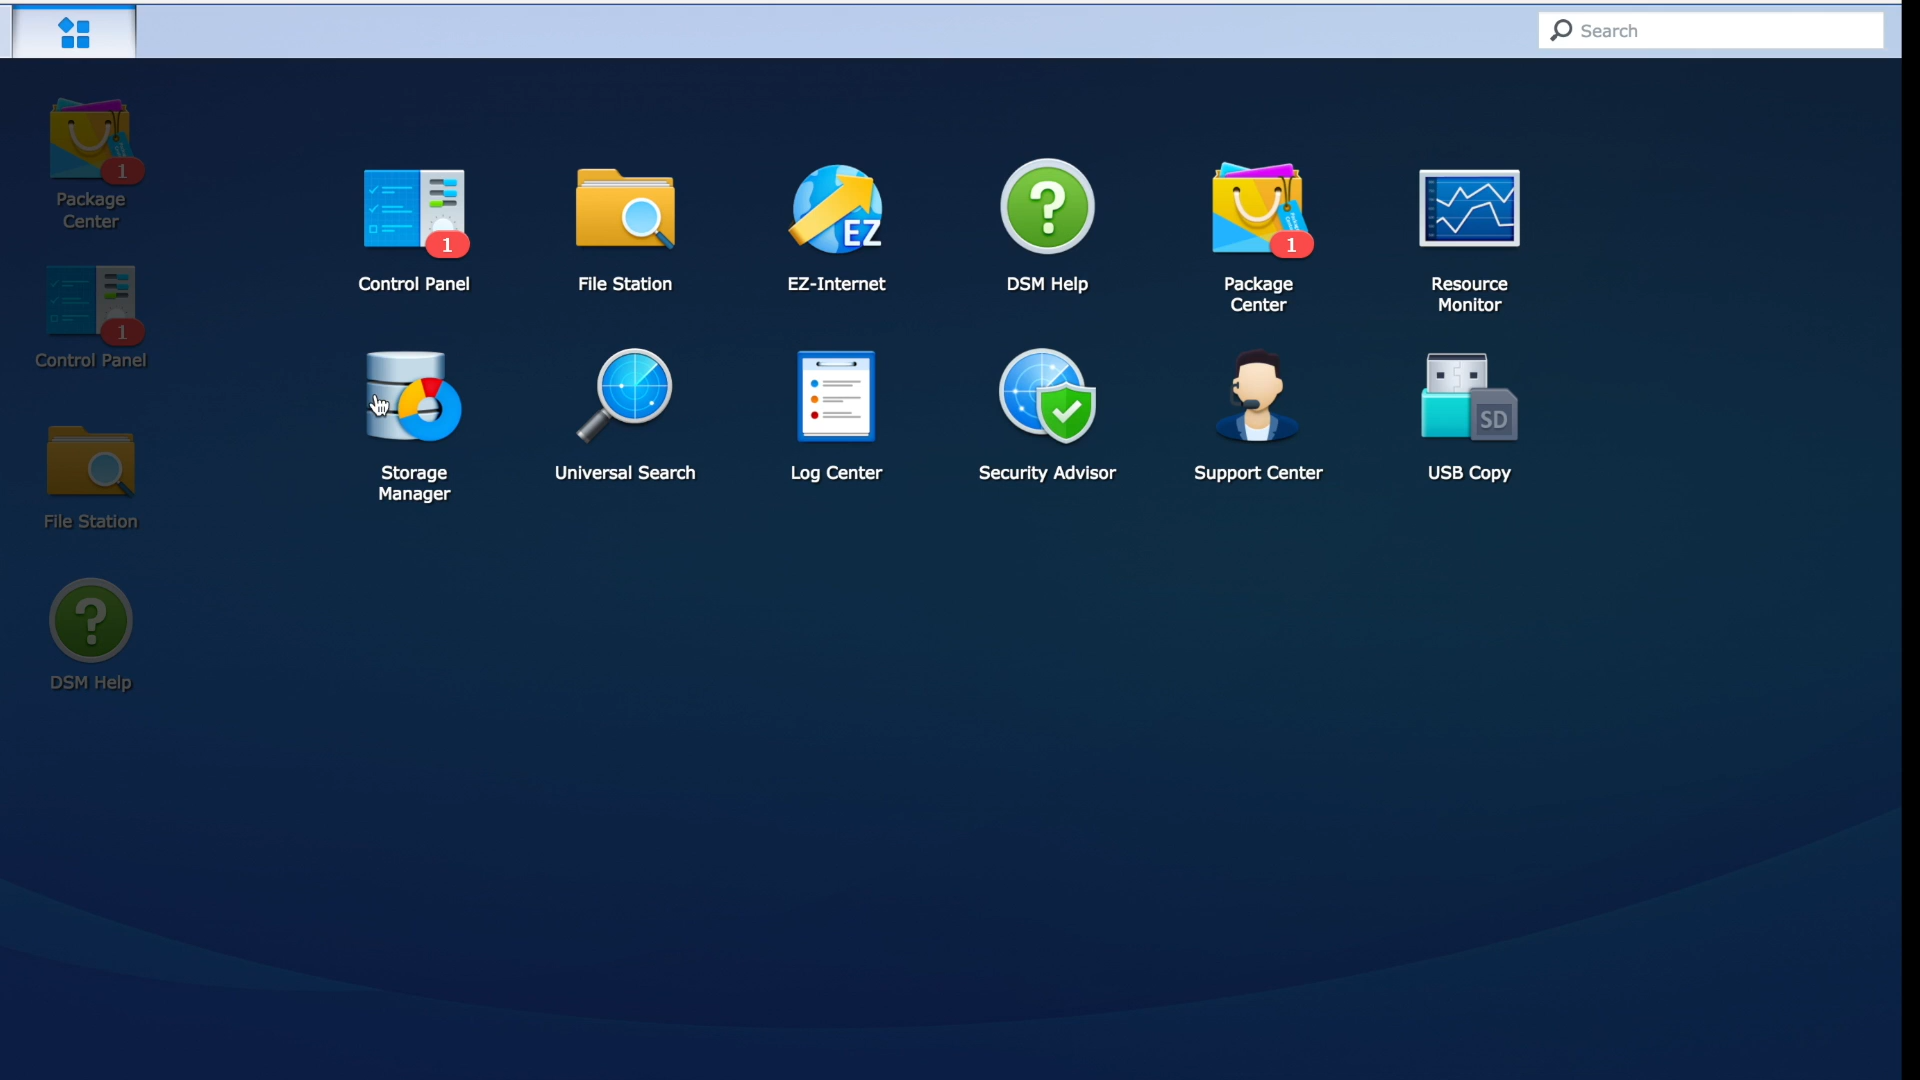 Search
1
Package
Center
1
Control Panel
File Station
DSM Help
1
Control Panel
File Station
EZ
EZ-Internet
DSM Help
1
Package
Center
Resource
Monitor
Storage
Manager
Universal Search
Log Center
Security Advisor
Support Center
SD
USB Copy